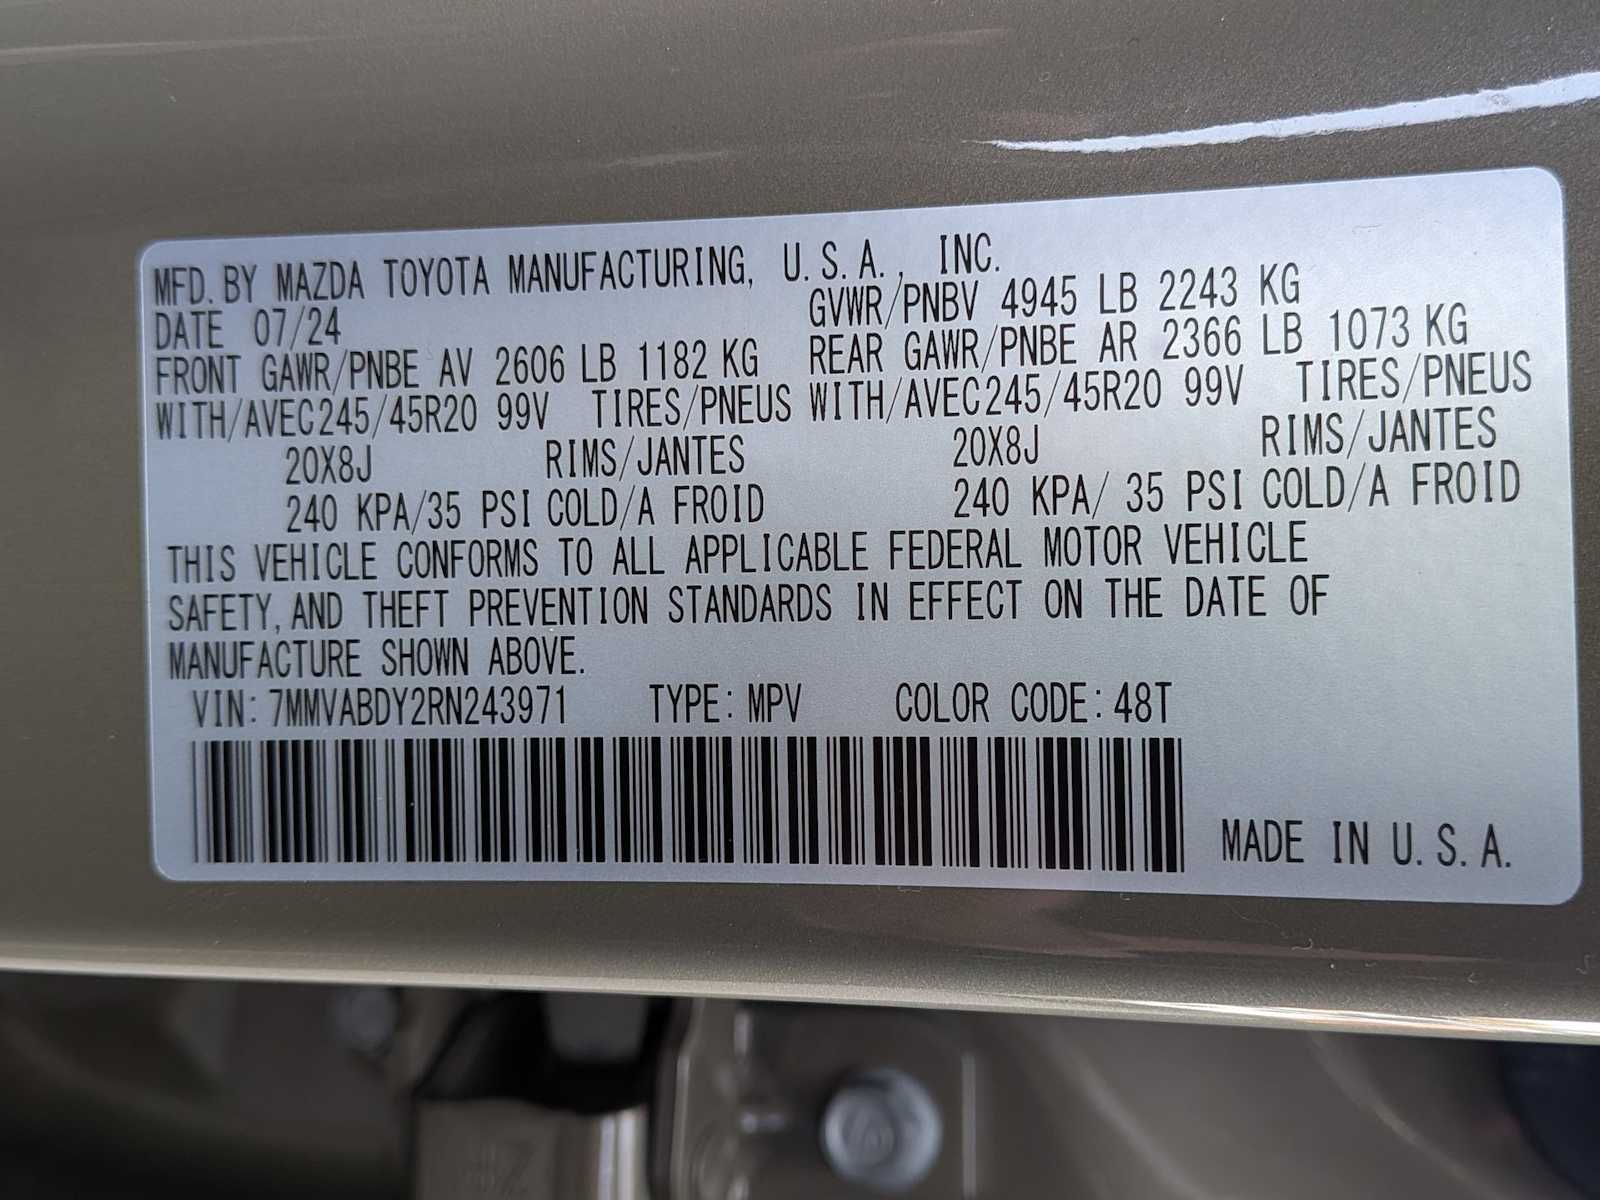 MFD. BY MAZDA TOYOTA MANUFACTURING, U.S.A., INC.
DATE 07/24 GVWR/PNBV 4945 LB 2243 KG
FRONT GAWR/PNBE AV 2606 LB 1182 KG REAR GAWR/PNBE AR 2366 LB 1073 KG
WITH/AVEC 245/45R20 99V TIRES/PNEUS WITH/AVEC 245/45R20 99V TIRES/PNEUS
20X8J RIMS/JANTES 20X8J RIMS/JANTES
240 KPA/35 PSI COLD/A FROID 240 KPA/ 35 PSI COLD/A FROID
THIS VEHICLE CONFORMS TO ALL APPLICABLE FEDERAL MOTOR VEHICLE
SAFETY, AND THEFT PREVENTION STANDARDS IN EFFECT ON THE DATE OF
MANUFACTURE SHOWN ABOVE.
VIN: 7MMVABDY2RN243971 TYPE: MPV COLOR CODE: 48T
MADE IN U.S.A.